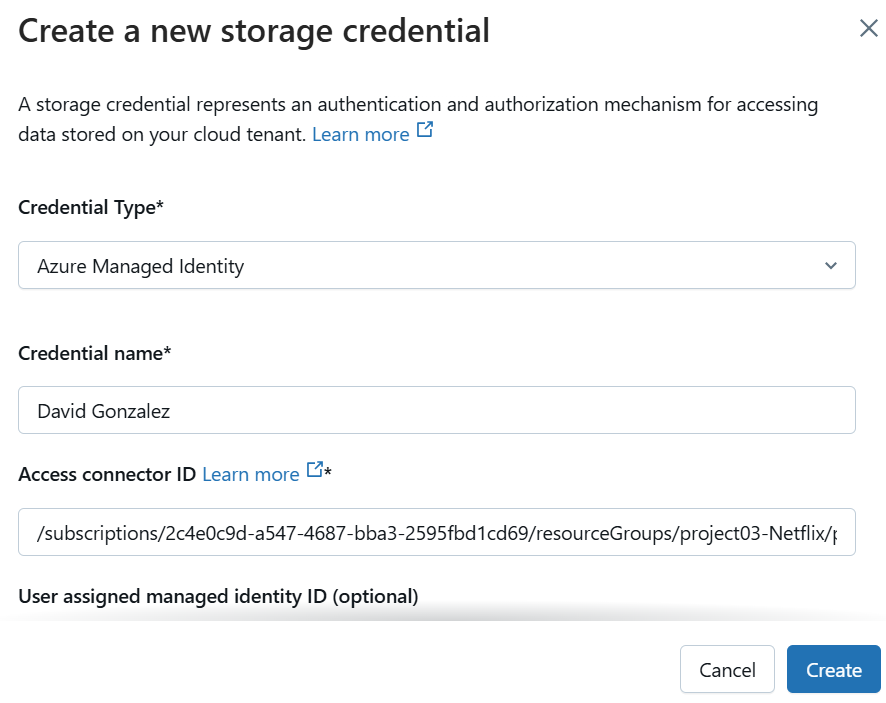 Create a new storage credential
A storage credential represents an authentication and authorization mechanism for accessing
data stored on your cloud tenant. Learn more
Credential Type*
Azure Managed Identity
Credential name*
David Gonzalez
Access connector ID Learn more *
/subscriptions/2c4e0c9d-a547-4687-bba3-2595fbd1cd69/resourceGroups/project03-Netflix/p
User assigned managed identity ID (optional)
Cancel
Create